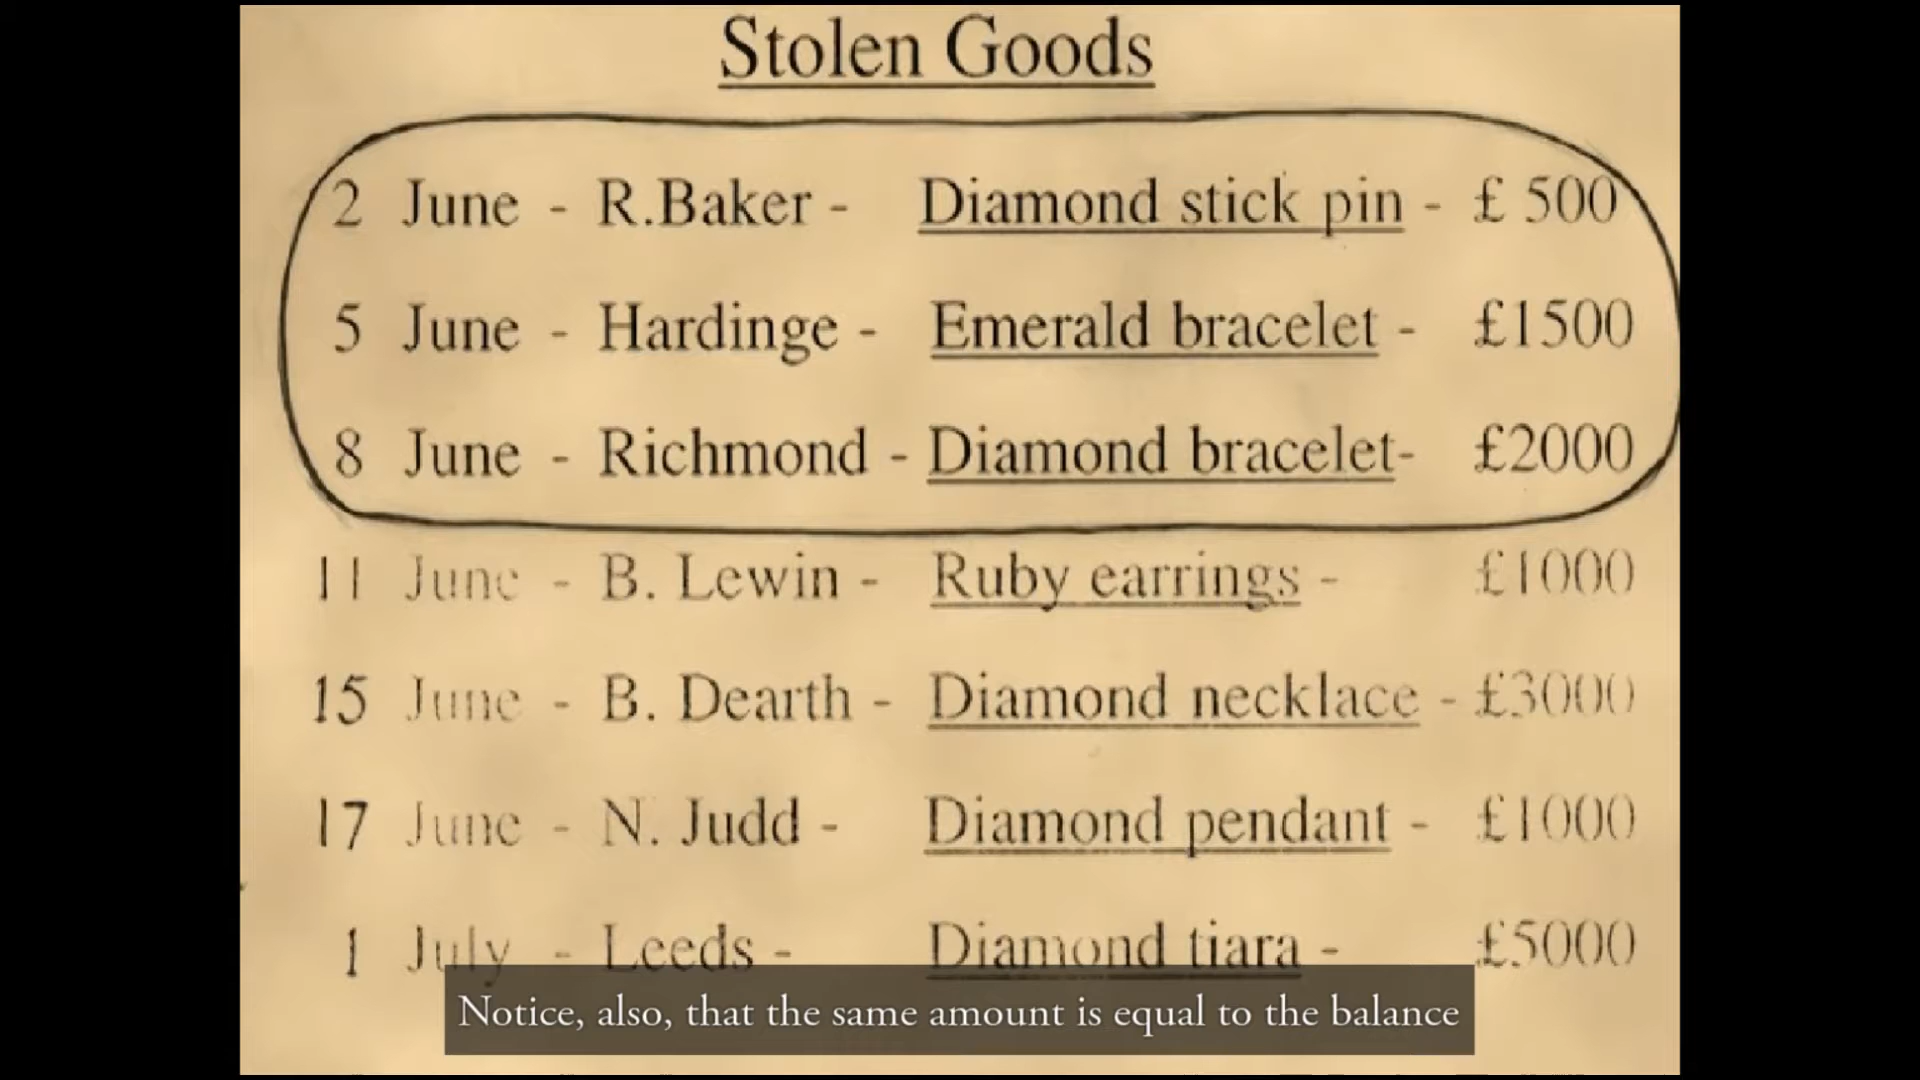 Stolen Goods
2 June - R.Baker - Diamond stick pin - £ 500
5 June - Hardinge - Emerald bracelet - £1500
8 June - Richmond - Diamond bracelet- £2000
11 June - B. Lewin - Ruby earrings - £1000
15 June - B. Dearth - Diamond necklace - £3000
17 June - N. Judd - Diamond pendant - £1000
1 July - Leeds - Diamond tiara - £5000
Notice, also, that the same amount is equal to the balance